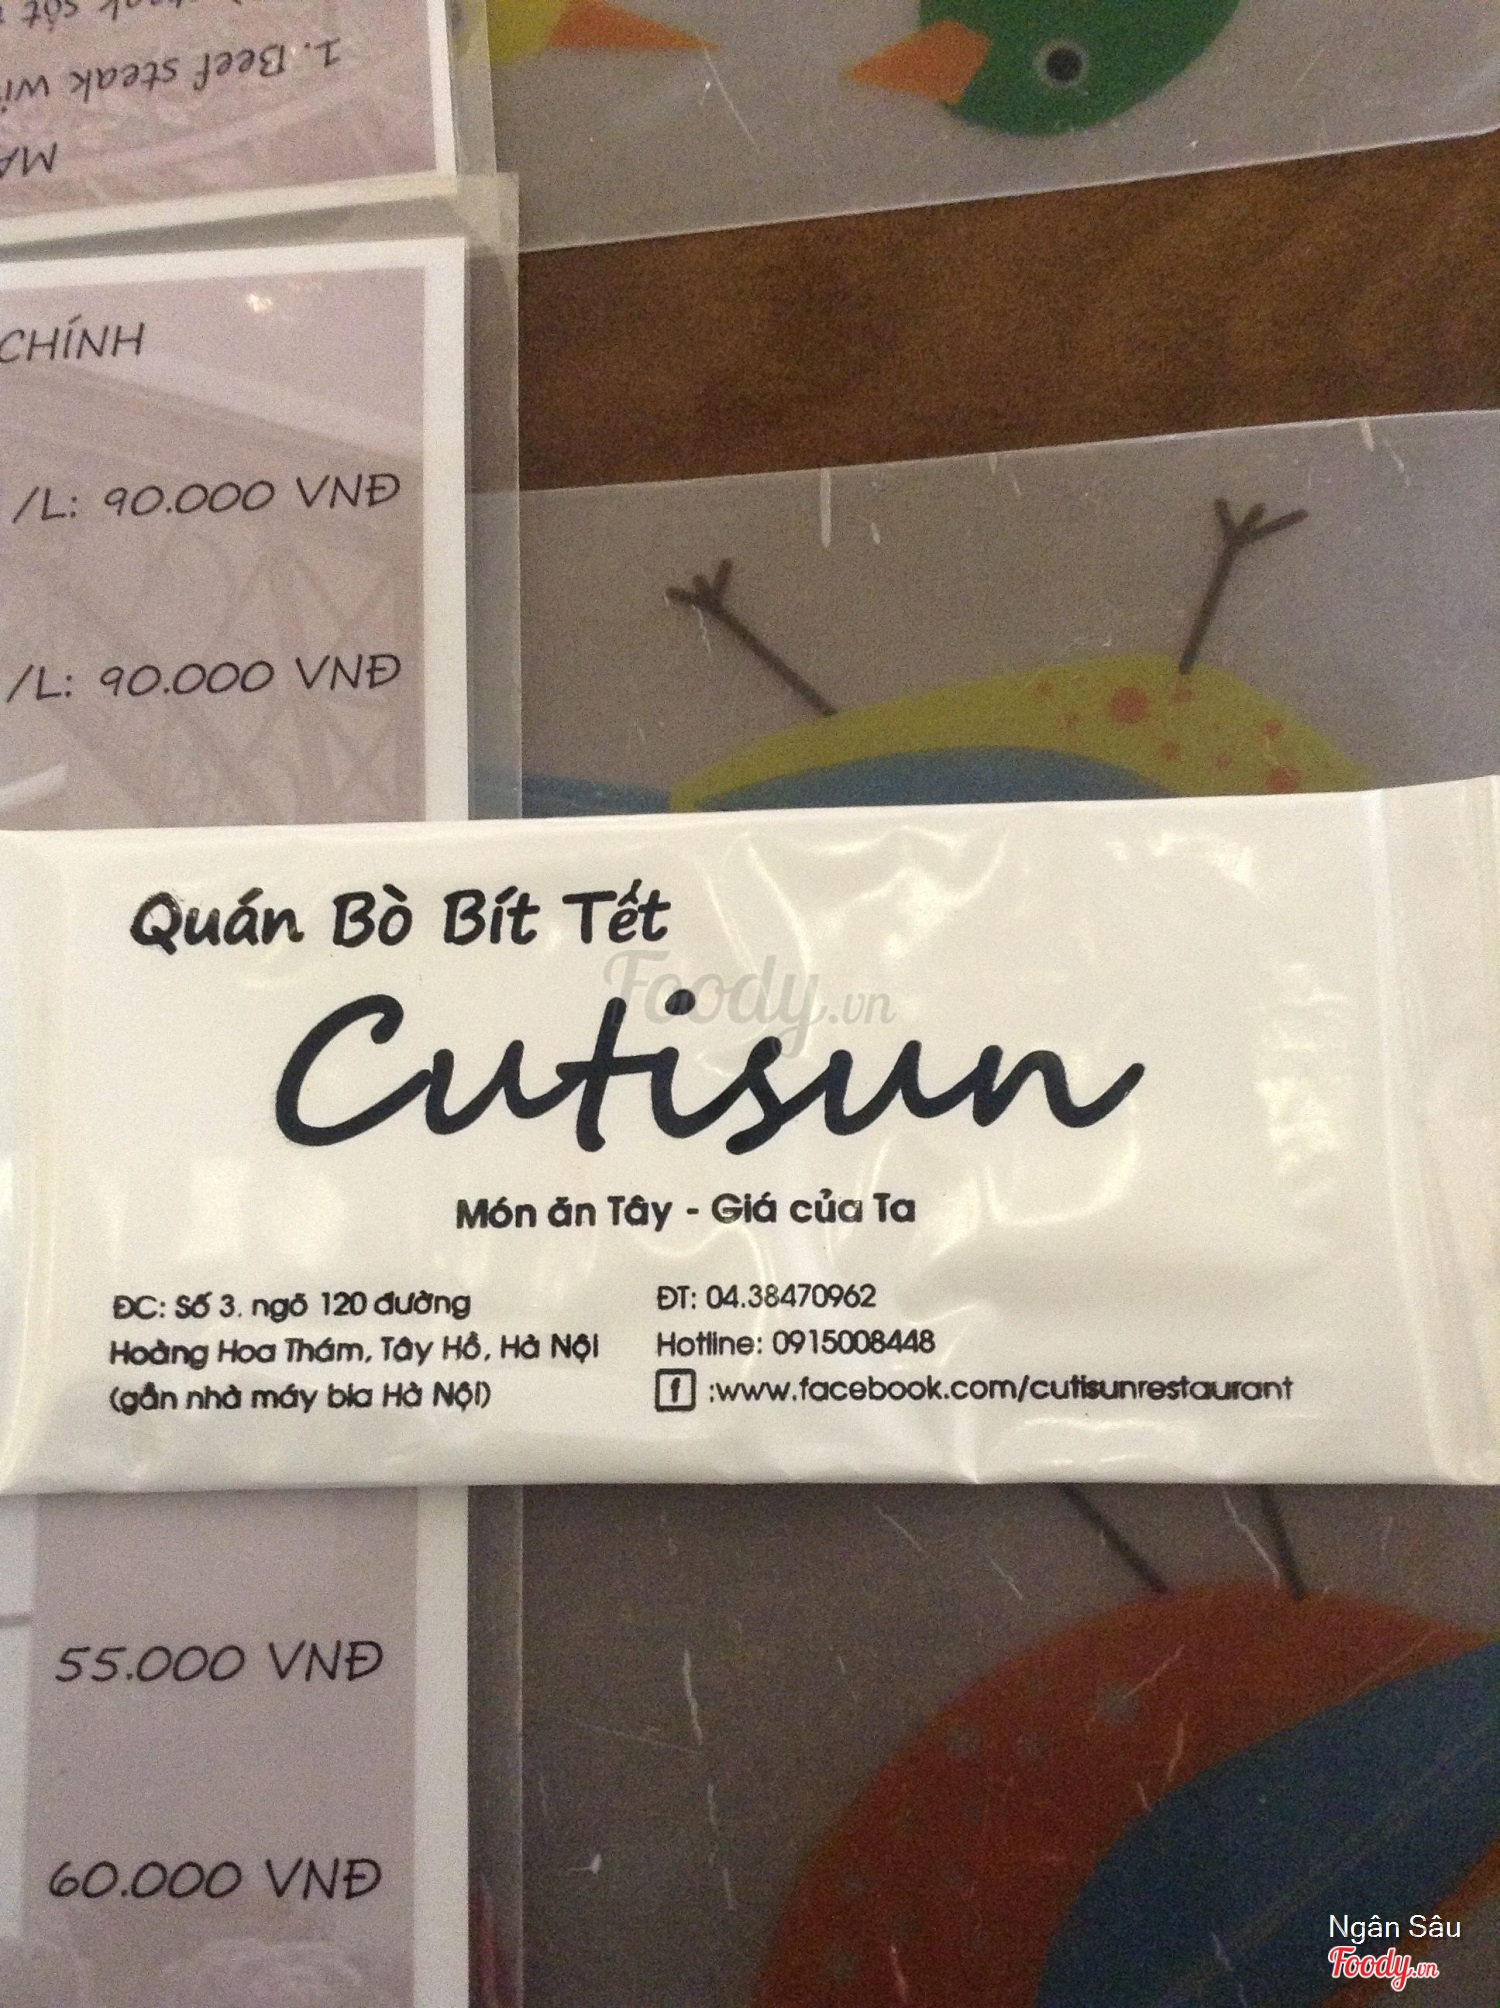 1. Beef steak
CHÍNH
/L: 90.000 VNĐ
/L: 90.000 VNĐ
Quán Bò Bít Tết
Foody.vn
Cutisun
Món ăn Tây - Giá của Ta
ĐC: Số 3. ngõ 120 đường
Hoàng Hoa Thám, Tây Hồ, Hà Nội
(gần nhà máy bia Hà Nội)
ĐT: 04.38470962
Hotline: 0915008448
f :www.facebook.com/cutisunrestaurant
55.000 VNĐ
60.000 VNĐ
Ngân Sâu
Foody.vn